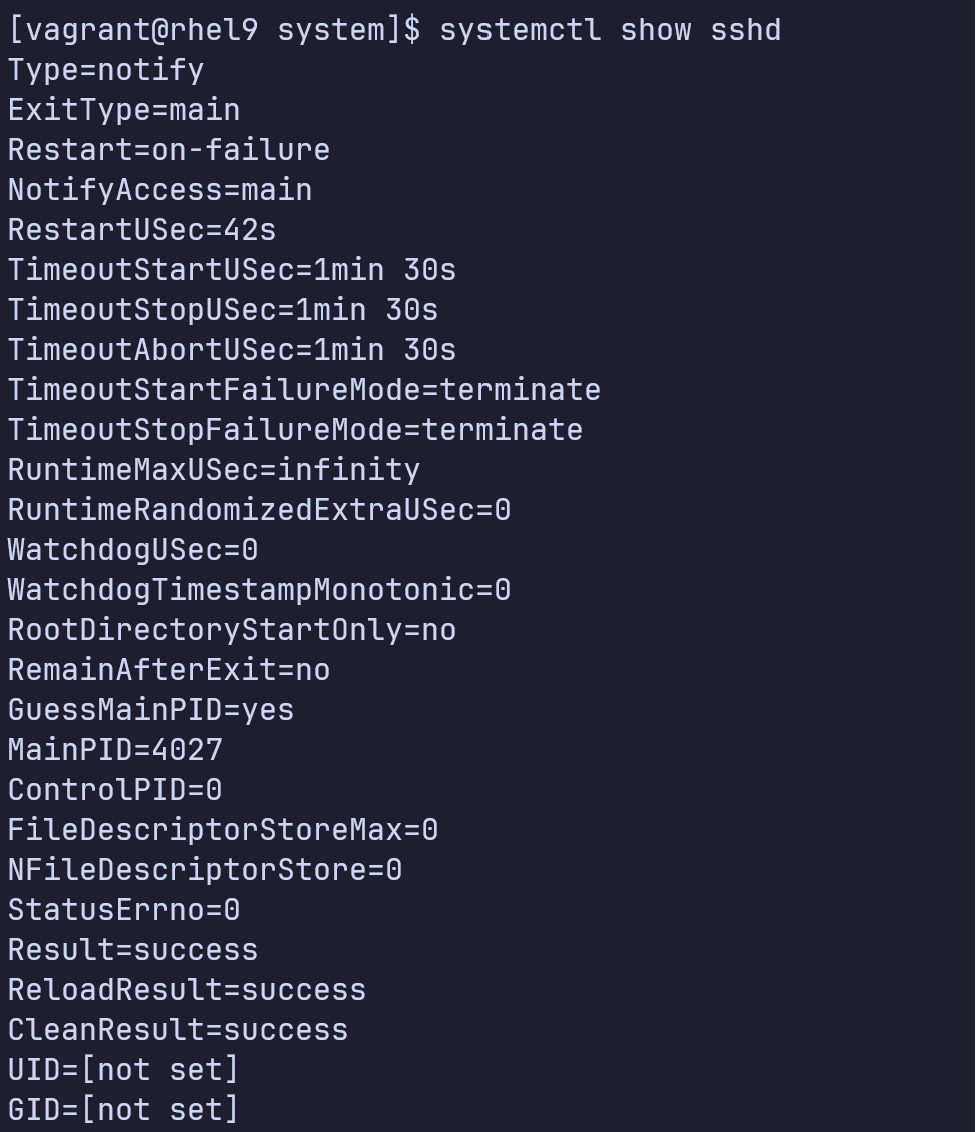 [vagrant@rhel9 system]$ systemctl show sshd
Type=notify
ExitType=main
Restart=on-failure
NotifyAccess=main
RestartUSec=42s
TimeoutStartUSec=1min 30s
TimeoutStopUSec=1min 30s
TimeoutAbortUSec=1min 30s
TimeoutStartFailureMode=terminate
TimeoutStopFailureMode=terminate
RuntimeMaxUSec=infinity
RuntimeRandomizedExtraUSec=0
WatchdogUSec=0
WatchdogTimestampMonotonic=0
RootDirectoryStartOnly=no
RemainAfterExit=no
GuessMainPID=yes
MainPID=4027
ControlPID=0
FileDescriptorStoreMax=0
NFileDescriptorStore=0
StatusErrno=0
Result=success
ReloadResult=success
CleanResult=success
UID=[not set]
GID=[not set]